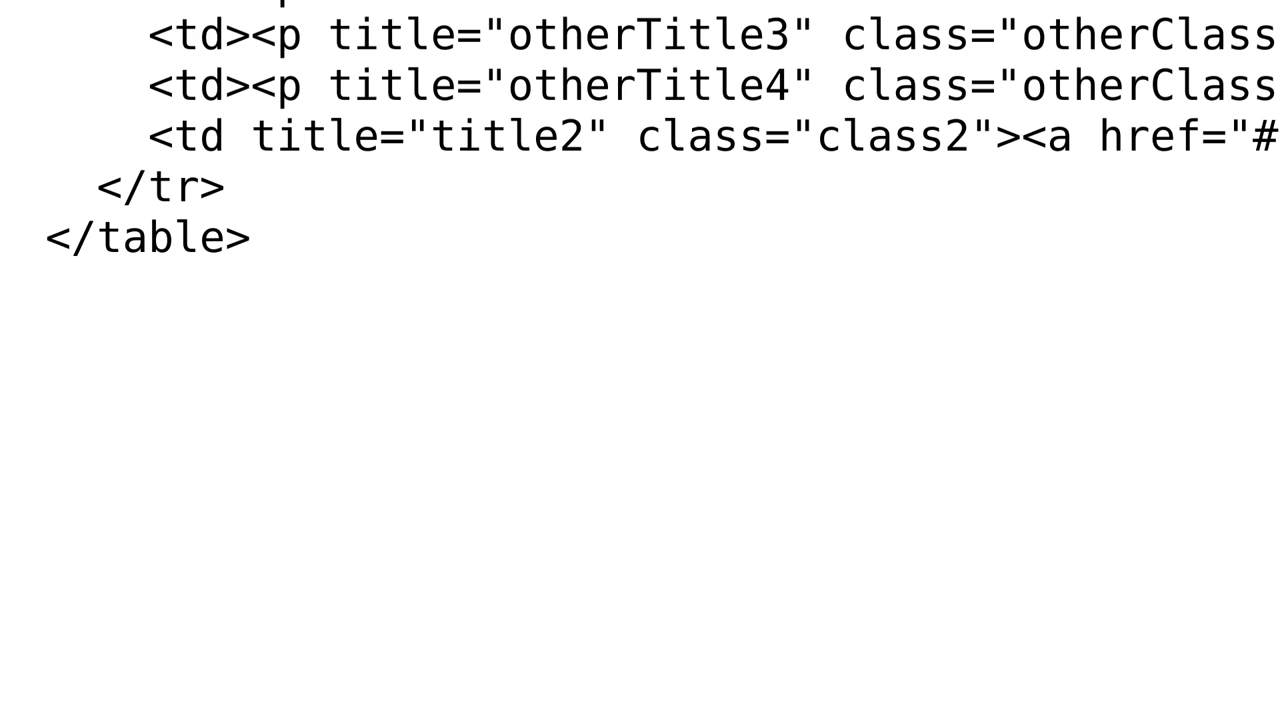 <td><p title="otherTitle3" class="otherClass
<td><p title="otherTitle4" class="otherClass
<td title="title2" class="class2"><a href="#
</tr>
</table>